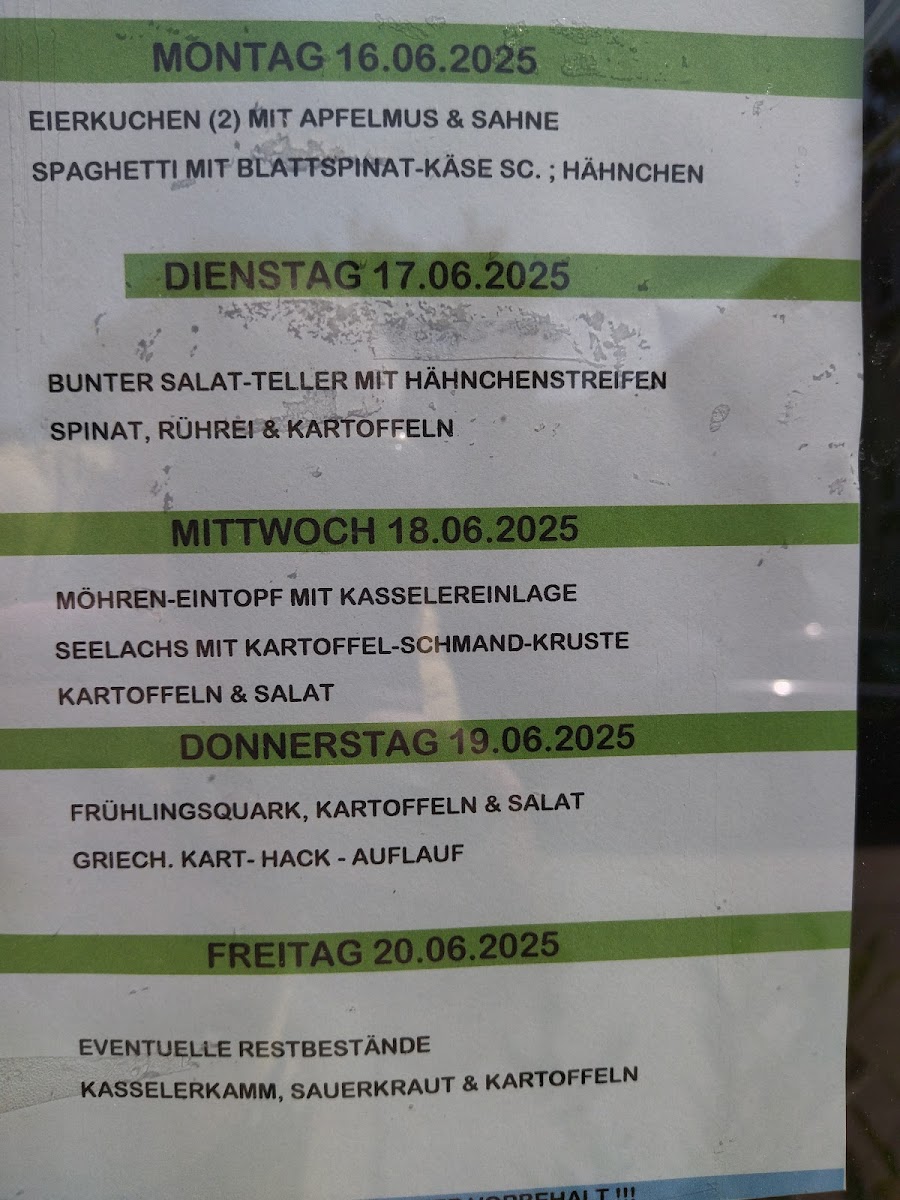 MONTAG 16.06.2025
EIERKUCHEN (2) MIT APFELMUS & SAHNE
SPAGHETTI MIT BLATTSPINAT-KÄSE SC. ; HÄHNCHEN
DIENSTAG 17.06.2025
BUNTER SALAT-TELLER MIT HÄHNCHENSTREIFEN
SPINAT, RÜHREI & KARTOFFELN
MITTWOCH 18.06.2025
MÖHREN-EINTOPF MIT KASSELEREINLAGE
SEELACHS MIT KARTOFFEL-SCHMAND-KRUSTE
KARTOFFELN & SALAT
DONNERSTAG 19.06.2025
FRÜHLINGSQUARK, KARTOFFELN & SALAT
GRIECH. KART- HACK - AUFLAUF
FREITAG 20.06.2025
EVENTUELLE RESTBESTÄNDE
KASSELERKAMM, SAUERKRAUT & KARTOFFELN
VORBEHALT !!!